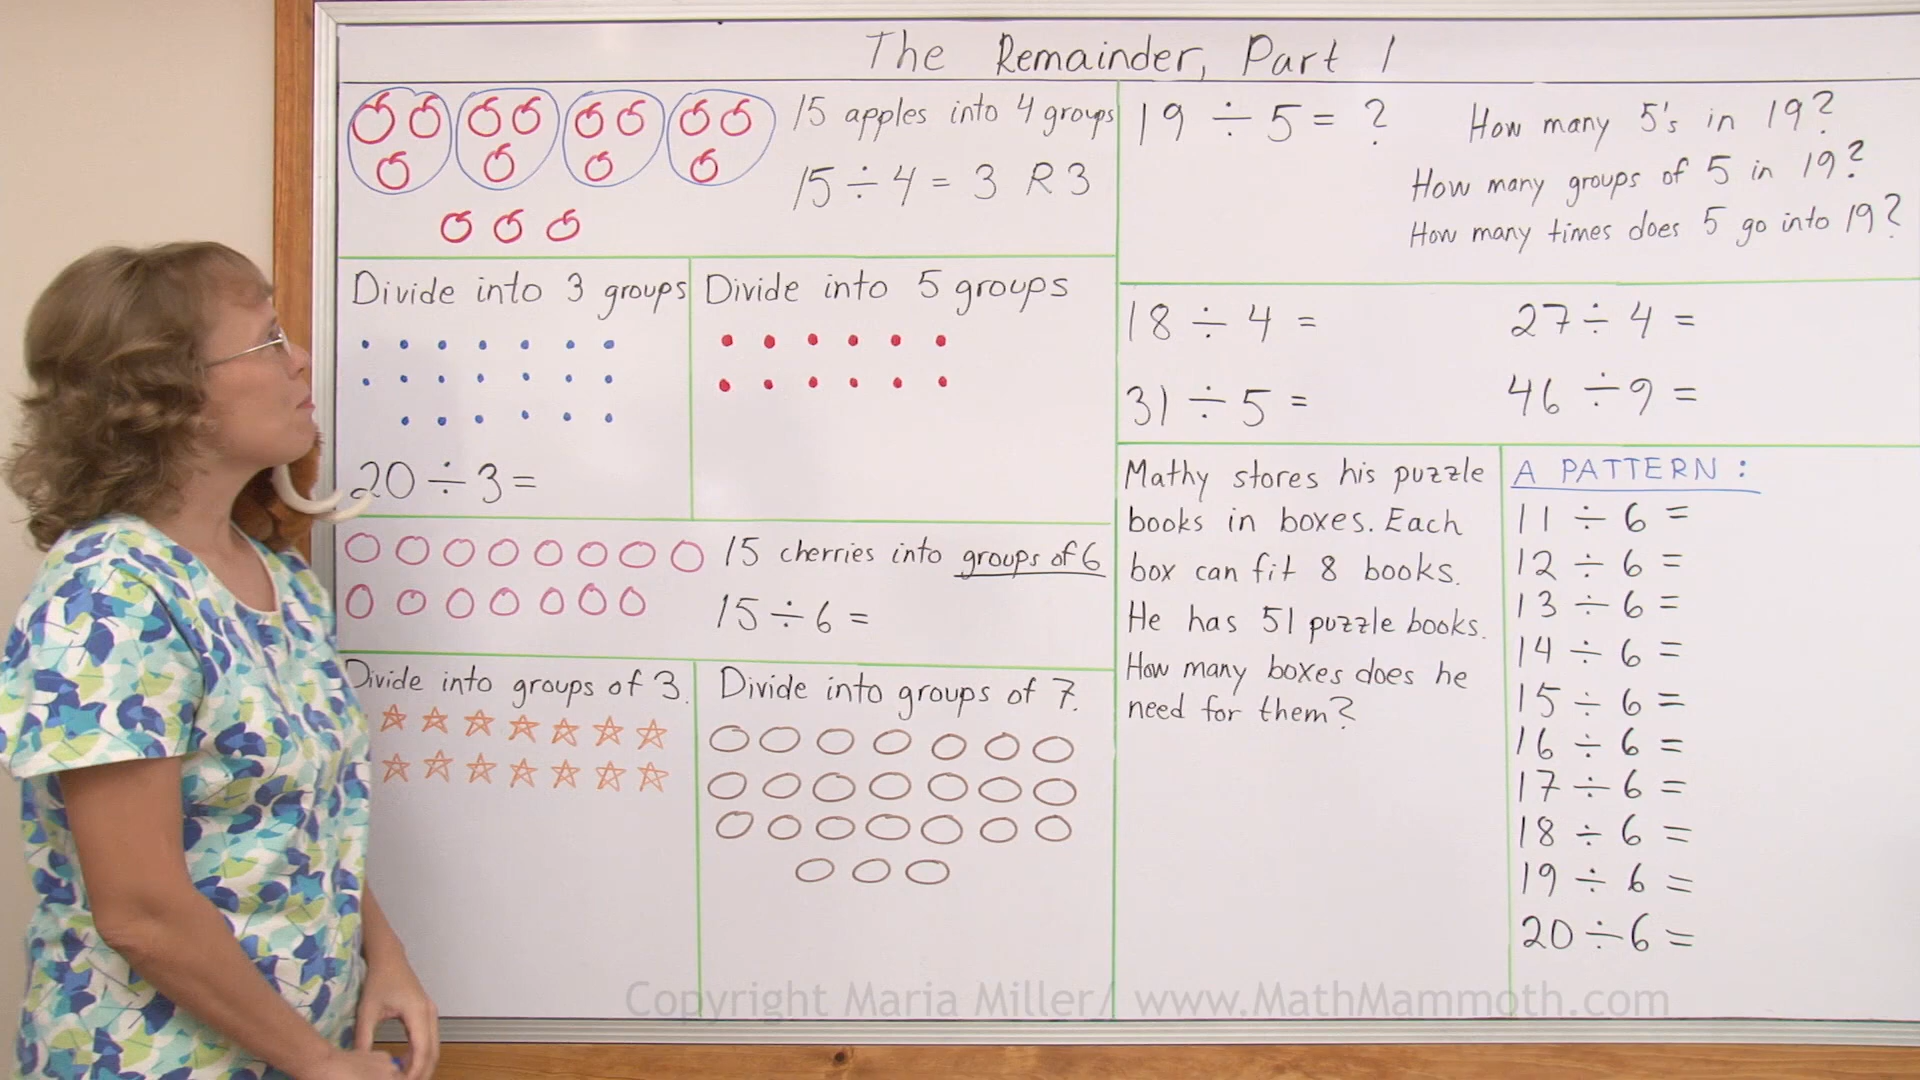 The Remainder, Part 1
15 apples into 4 groups
15 ÷ 4 = 3 R 3
Divide into 3 groups
20 ÷ 3 =
Divide into 5 groups
15 cherries into groups of 6
15 ÷ 6 =
Divide into groups of 3.
Divide into groups of 7.
19 ÷ 5 = ?
How many 5's in 19?
How many groups of 5 in 19?
How many times does 5 go into 19?
18 ÷ 4 =
27 ÷ 4 =
31 ÷ 5 =
46 ÷ 9 =
Mathy stores his puzzle
books in boxes. Each
box can fit 8 books.
He has 51 puzzle books.
How many boxes does he
need for them?
A PATTERN:
11 ÷ 6 =
12 ÷ 6 =
13 ÷ 6 =
14 ÷ 6 =
15 ÷ 6 =
16 ÷ 6 =
17 ÷ 6 =
18 ÷ 6 =
19 ÷ 6 =
20 ÷ 6 =
Copyright Maria Miller/ www.MathMammoth.com